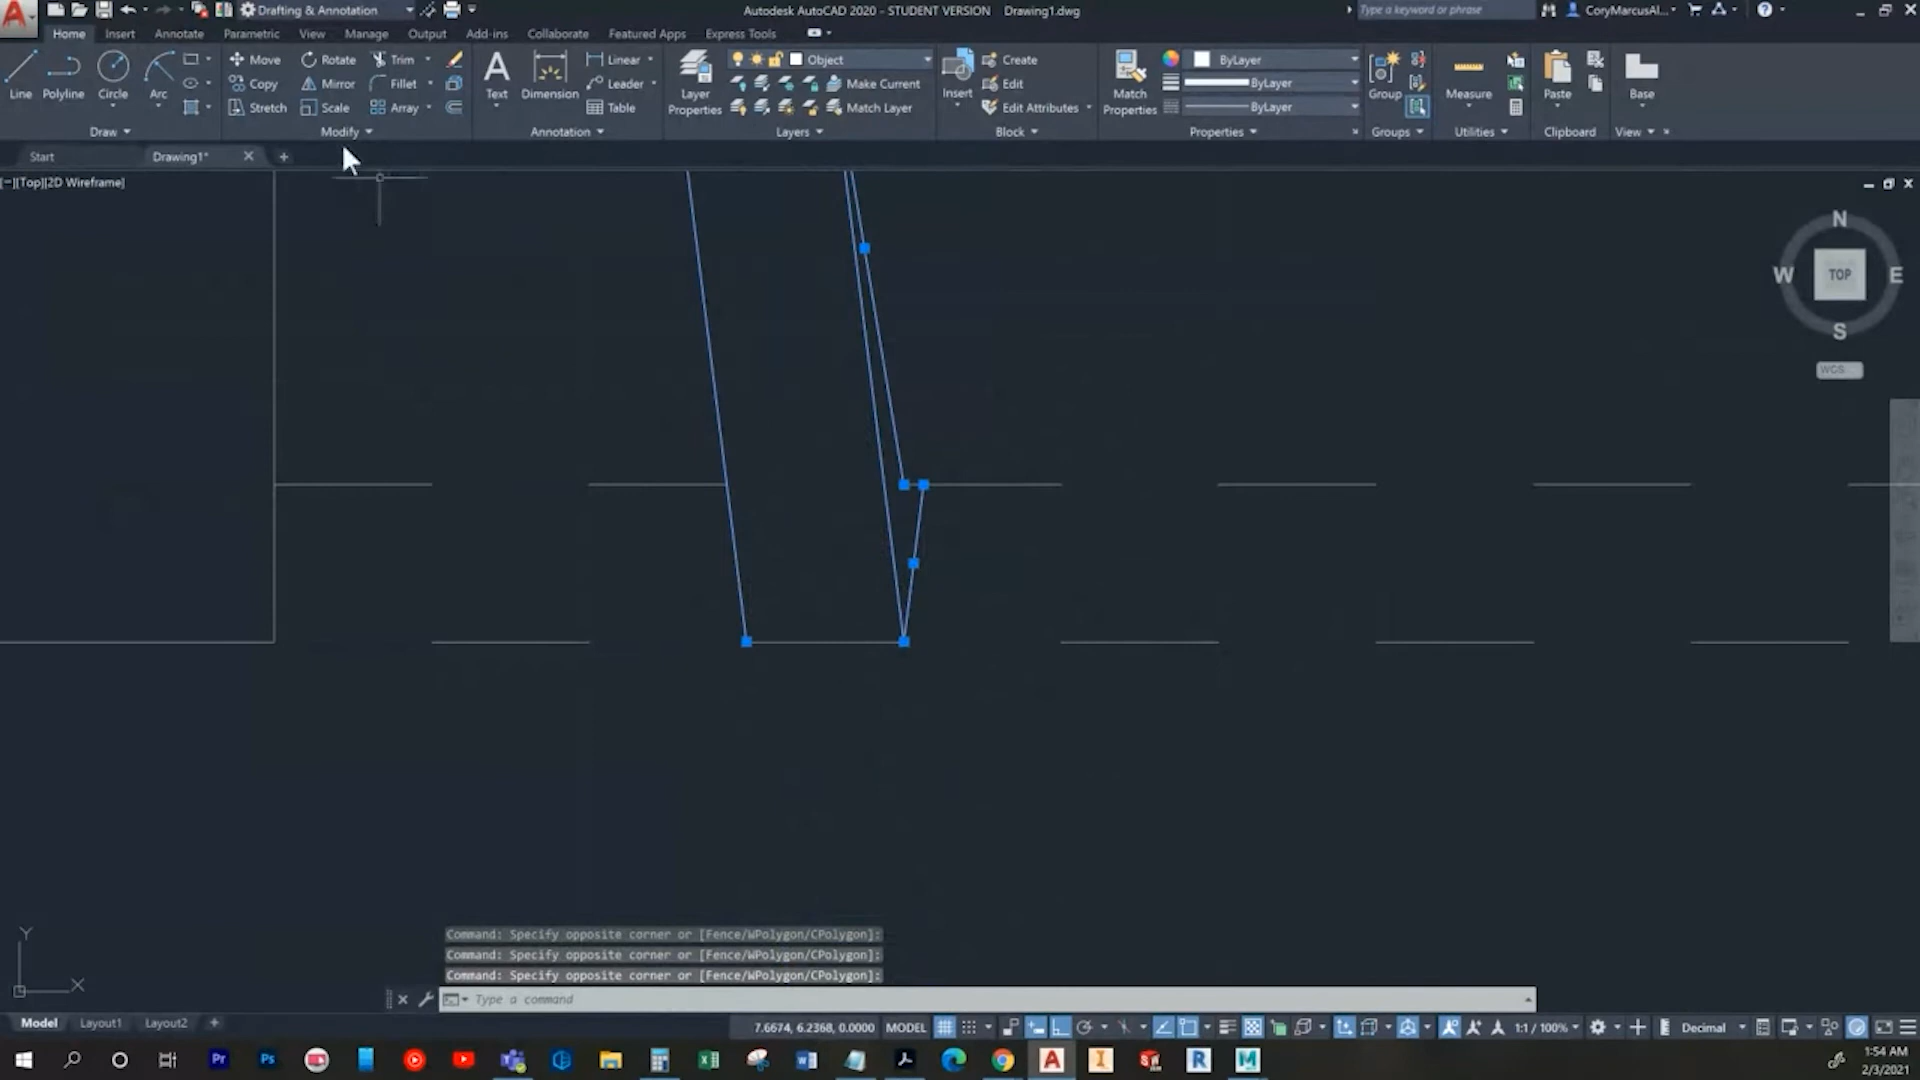 Drafting & Annotation
Autodesk AutoCAD 2020 - STUDENT VERSION Drawing1.dwg
Type a keyword or phrase
CoryMarcusAl...
Home Insert Annotate Parametric View Manage Output Add-ins Collaborate Featured Apps Express Tools
Move Rotate Trim Linear Object Create ByLayer
Copy Mirror Fillet Leader Make Current Edit ByLayer
Line Polyline Circle Arc Text Dimension Layer Properties Insert Match Properties Group Measure Paste Base
Stretch Scale Array Table Match Layer Edit Attributes ByLayer
Draw Modify Annotation Layers Block Properties Groups Utilities Clipboard View
Start Drawing1*
[−][Top][2D Wireframe]
N
W TOP E
S
WCS
Y
X
Command: Specify opposite corner or [Fence/WPolygon/CPolygon]:
Command: Specify opposite corner or [Fence/WPolygon/CPolygon]:
Command: Specify opposite corner or [Fence/WPolygon/CPolygon]:
Type a command
Model Layout1 Layout2
7.6674, 6.2368, 0.0000 MODEL 1:1 / 100% Decimal
1:54 AM
2/3/2021